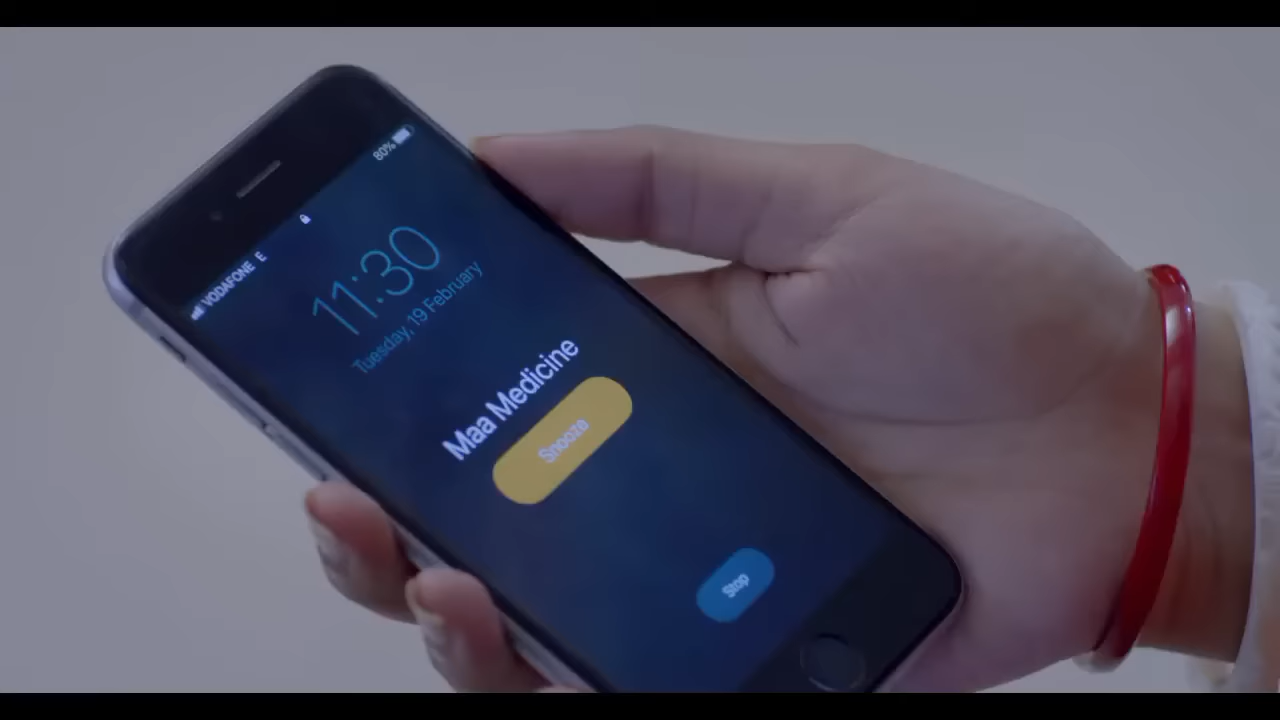 VODAFONE E
80%
11:30
Tuesday, 19 February
Maa Medicine
Snooze
Stop